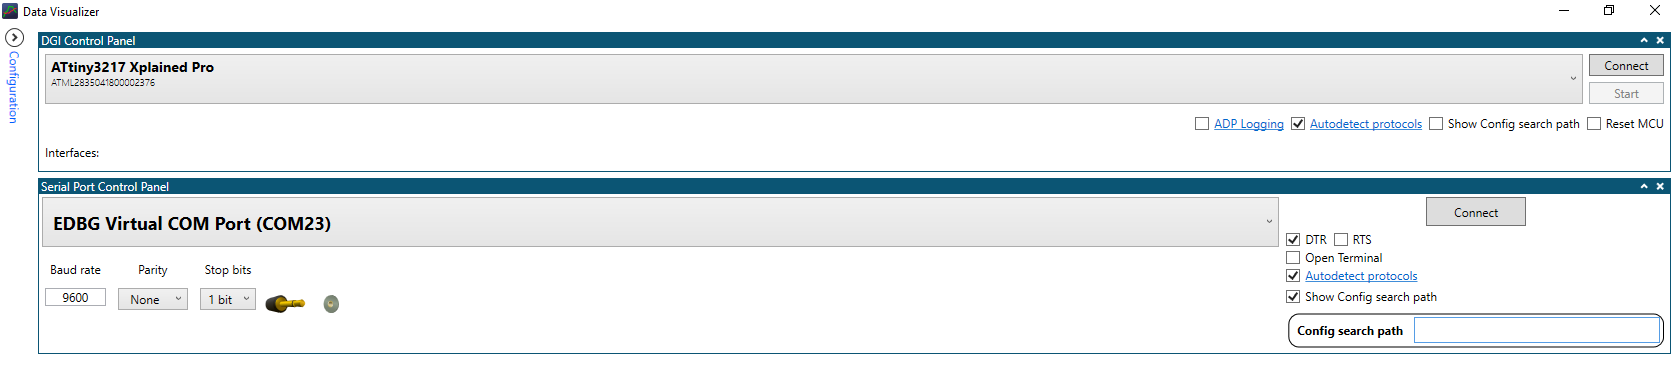 Data Visualizer
Configuration
DGI Control Panel
ATtiny3217 Xplained Pro
ATML2835041800002376
Connect
Start
ADP Logging Autodetect protocols Show Config search path Reset MCU
Interfaces:
Serial Port Control Panel
EDBG Virtual COM Port (COM23)
Connect
DTR RTS
Open Terminal
Autodetect protocols
Show Config search path
Baud rate Parity Stop bits
9600 None 1 bit
Config search path